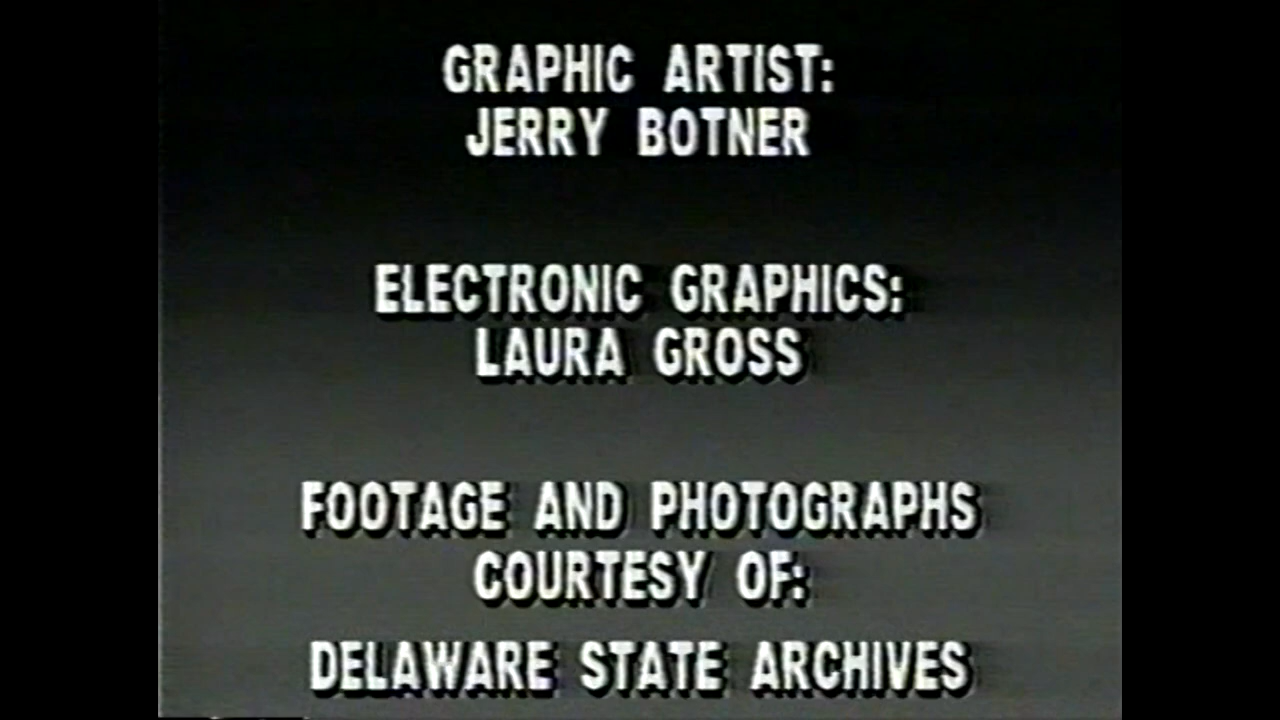 GRAPHIC ARTIST:
JERRY BOTNER
ELECTRONIC GRAPHICS:
LAURA GROSS
FOOTAGE AND PHOTOGRAPHS
COURTESY OF:
DELAWARE STATE ARCHIVES